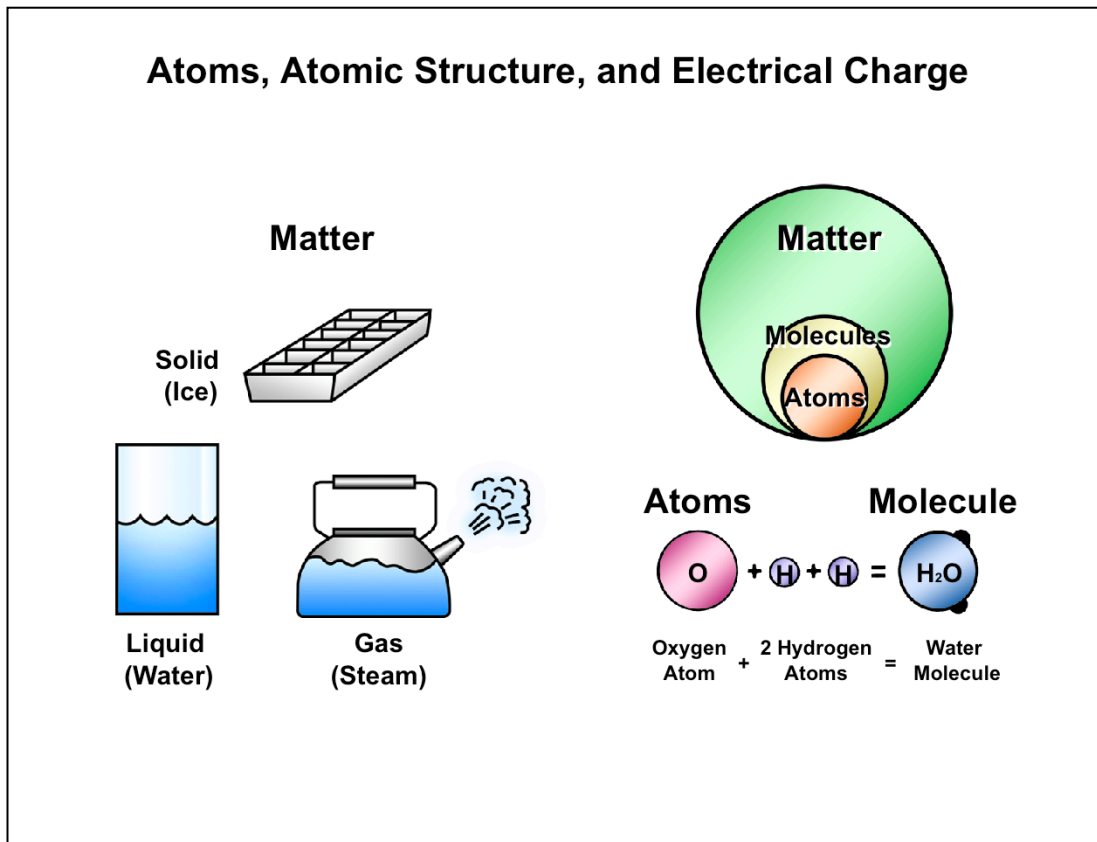 Atoms, Atomic Structure, and Electrical Charge
Matter
Solid
(Ice)
Liquid
(Water)
Gas
(Steam)
Matter
Molecules
Atoms
Atoms
Molecule
O + H + H = H₂O
Oxygen
Atom
+
2 Hydrogen
Atoms
=
Water
Molecule